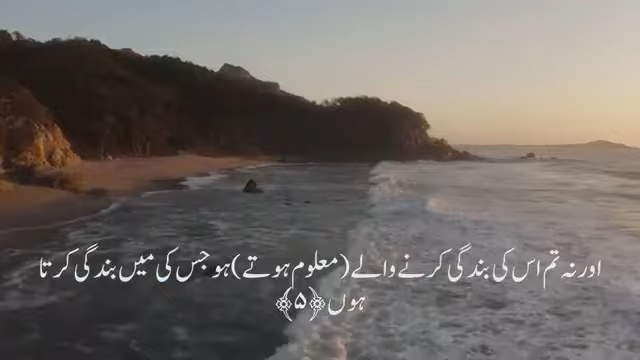 اور نہ تم اس کی بندگی کرنے والے (معلوم ہوتے) ہو جس کی میں بندگی کرتا
ہوں ﴿۵﴾